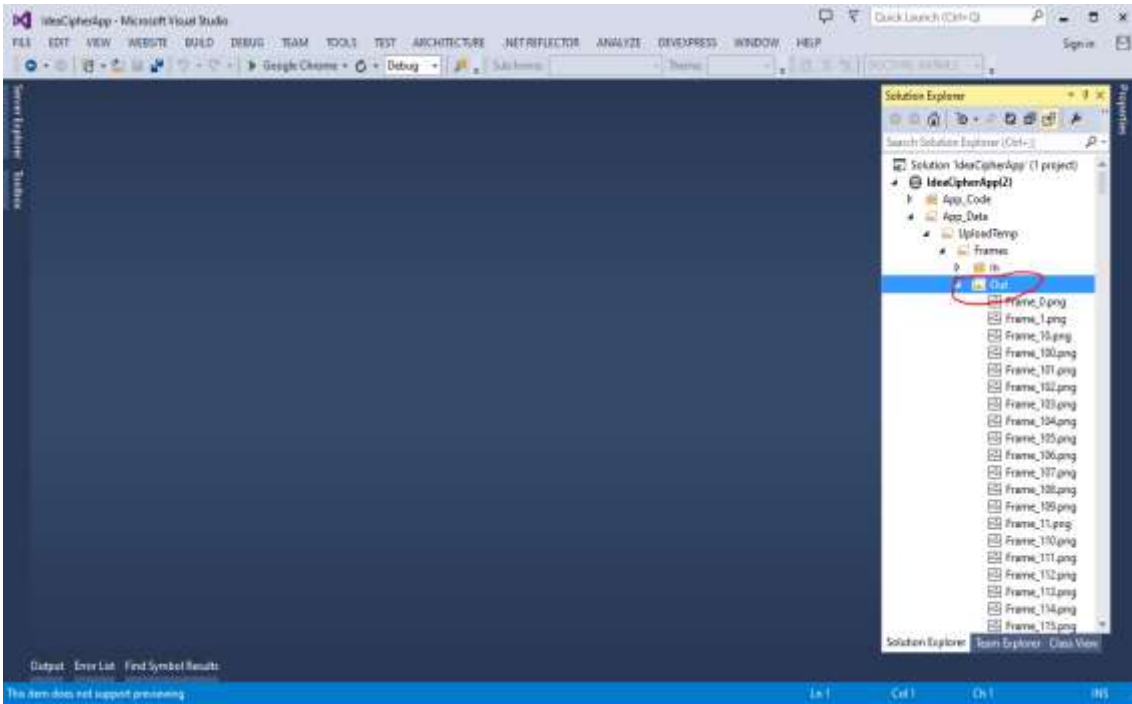 IdeaCipherApp - Microsoft Visual Studio
Quick Launch (Ctrl+Q)
FILE EDIT VIEW WEBSITE BUILD DEBUG TEAM TOOLS TEST ARCHITECTURE .NET REFLECTOR ANALYZE DEVEXPRESS WINDOW HELP
Sign in
Google Chrome
Debug
Theme:
Server Explorer
Toolbox
Properties
Solution Explorer
Search Solution Explorer (Ctrl+;)
Solution 'IdeaCipherApp' (1 project)
IdeaCipherApp(2)
App_Code
App_Data
UploadTemp
Frames
In
Out
Frame_0.png
Frame_1.png
Frame_10.png
Frame_100.png
Frame_101.png
Frame_102.png
Frame_103.png
Frame_104.png
Frame_105.png
Frame_106.png
Frame_107.png
Frame_108.png
Frame_109.png
Frame_11.png
Frame_110.png
Frame_111.png
Frame_112.png
Frame_113.png
Frame_114.png
Frame_115.png
Solution Explorer Team Explorer Class View
Output Error List Find Symbol Results
This item does not support previewing
Ln 1 Col 1 Ch 1 INS